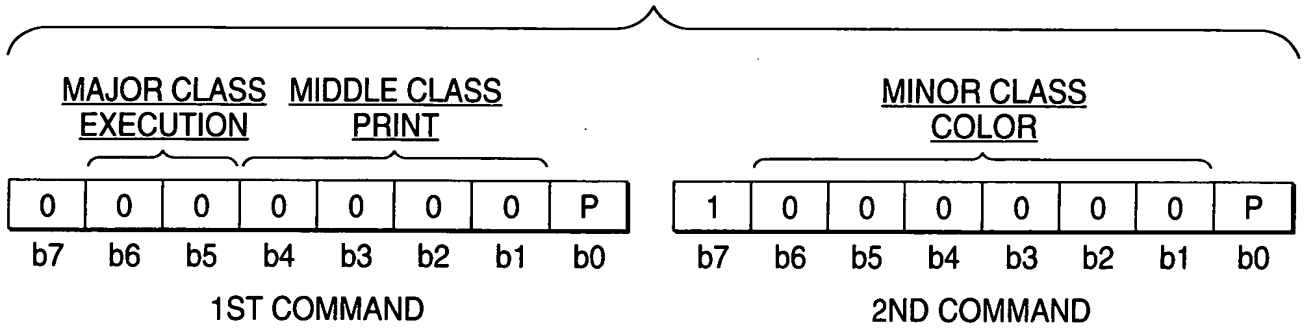 MAJOR CLASS MIDDLE CLASS MINOR CLASS
EXECUTION PRINT COLOR
0 0 0 0 0 0 0 P 1 0 0 0 0 0 0 P
b7 b6 b5 b4 b3 b2 b1 b0 b7 b6 b5 b4 b3 b2 b1 b0
1ST COMMAND 2ND COMMAND